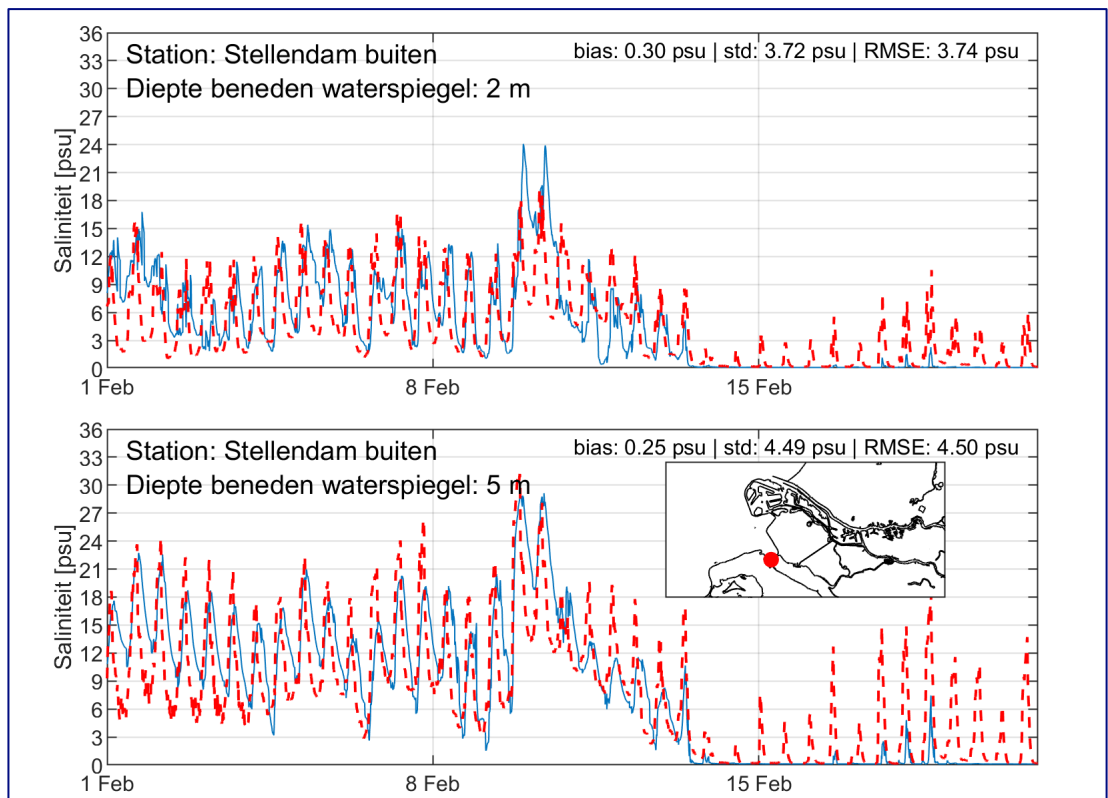 Station: Stellendam buiten
bias: 0.30 psu | std: 3.72 psu | RMSE: 3.74 psu
Diepte beneden waterspiegel: 2 m
Saliniteit [psu]
36
33
30
27
24
21
18
15
12
9
6
3
0
1 Feb
8 Feb
15 Feb
Station: Stellendam buiten
bias: 0.25 psu | std: 4.49 psu | RMSE: 4.50 psu
Diepte beneden waterspiegel: 5 m
Saliniteit [psu]
36
33
30
27
24
21
18
15
12
9
6
3
0
1 Feb
8 Feb
15 Feb